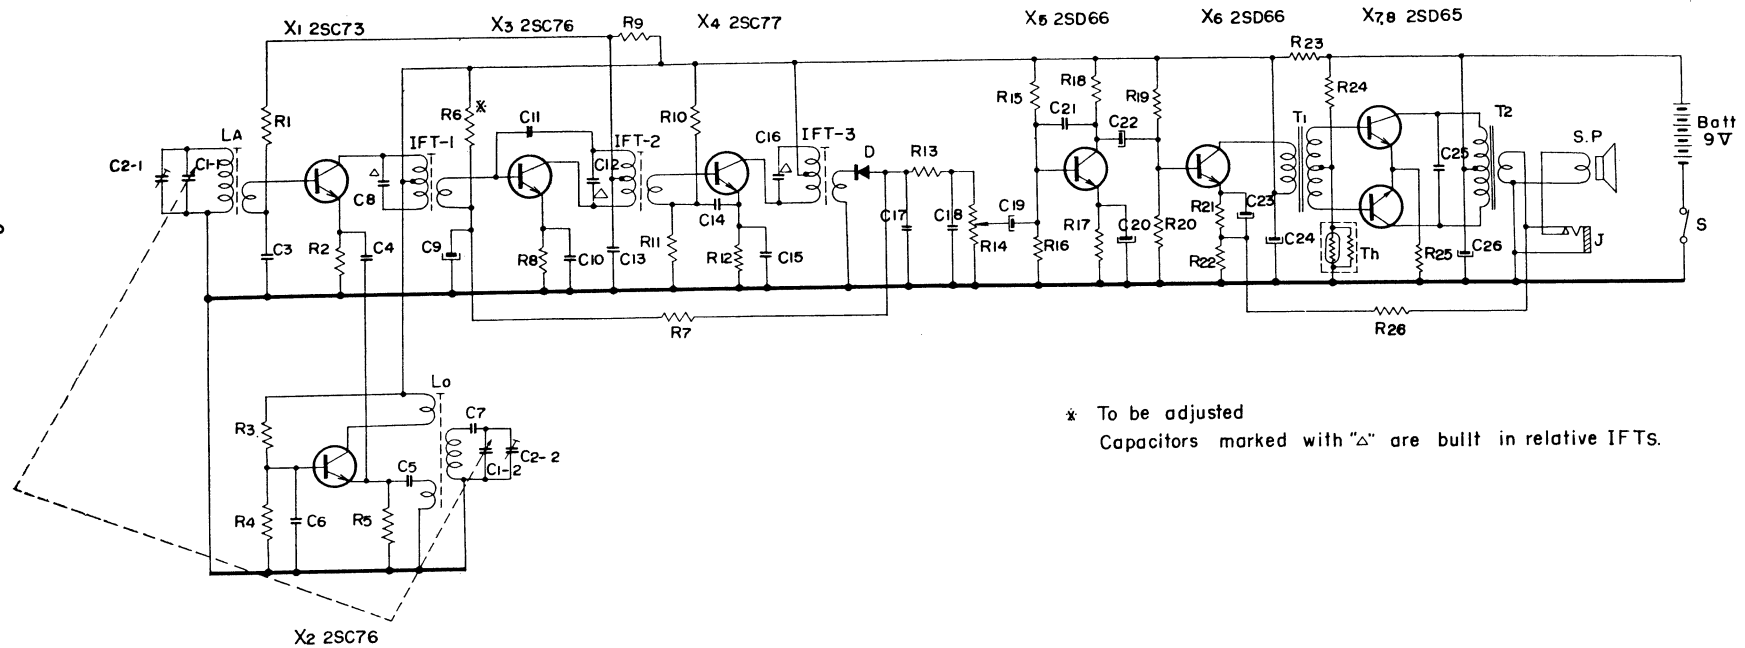 X1 2SC73
X3 2SC76
R9
X4 2SC77
X5 2SD66
X6 2SD66
X7,8 2SD65
R23
R1
R6 *
R10
R15
R18
R19
R24
C11
C16
C21
C22
T1
T2
LA
IFT-1
IFT-2
IFT-3
Batt
9V
C2-1
C1-1
C12
D
R13
C25
S.P
△
C8
△
△
C14
C17
C18
C19
R17
C20
R20
R21
C23
C3
R2
C4
C9
R8
C10
C13
R11
R12
C15
R14
R16
R22
C24
Th
R25
C26
J
S
R7
R26
Lo
R3
C7
C5
C1-2
C2-2
R4
C6
R5
* To be adjusted
Capacitors marked with "△" are built in relative IFTs.
X2 2SC76